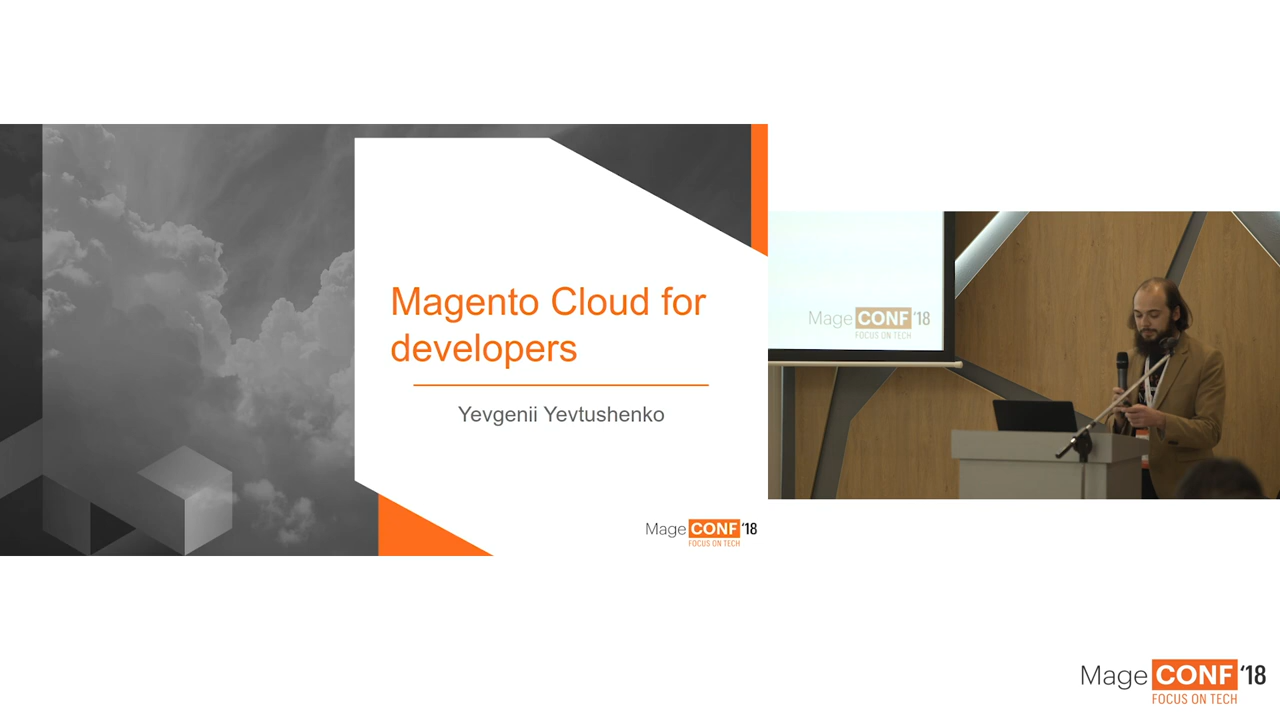 Magento Cloud for
developers
Yevgenii Yevtushenko
Mage CONF '18
FOCUS ON TECH
Mage CONF '18
FOCUS ON TECH
Mage CONF '18
FOCUS ON TECH